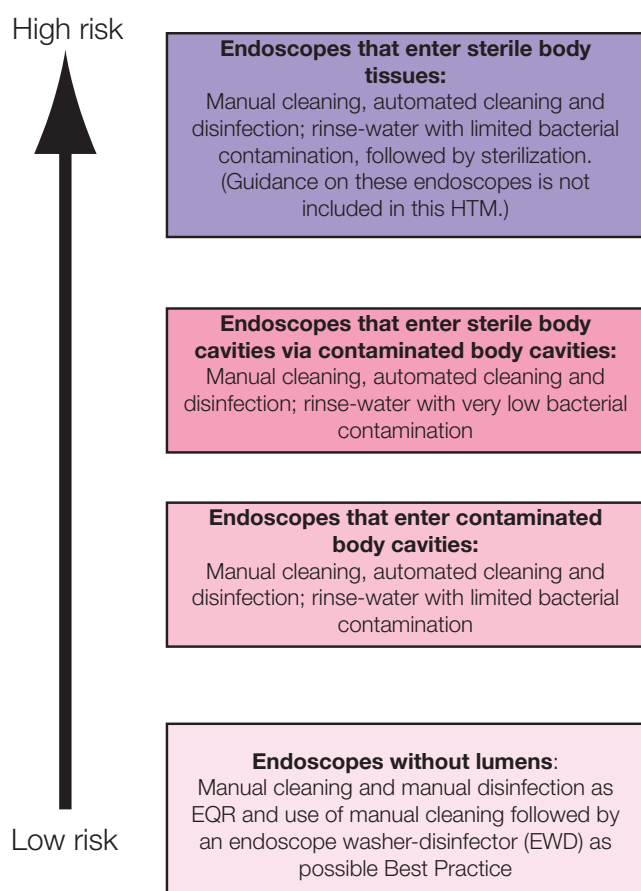 High risk
Endoscopes that enter sterile body
tissues:
Manual cleaning, automated cleaning and
disinfection; rinse-water with limited bacterial
contamination, followed by sterilization.
(Guidance on these endoscopes is not
included in this HTM.)
Endoscopes that enter sterile body
cavities via contaminated body cavities:
Manual cleaning, automated cleaning and
disinfection; rinse-water with very low bacterial
contamination
Endoscopes that enter contaminated
body cavities:
Manual cleaning, automated cleaning and
disinfection; rinse-water with limited bacterial
contamination
Endoscopes without lumens:
Manual cleaning and manual disinfection as
EQR and use of manual cleaning followed by
an endoscope washer-disinfector (EWD) as
possible Best Practice
Low risk